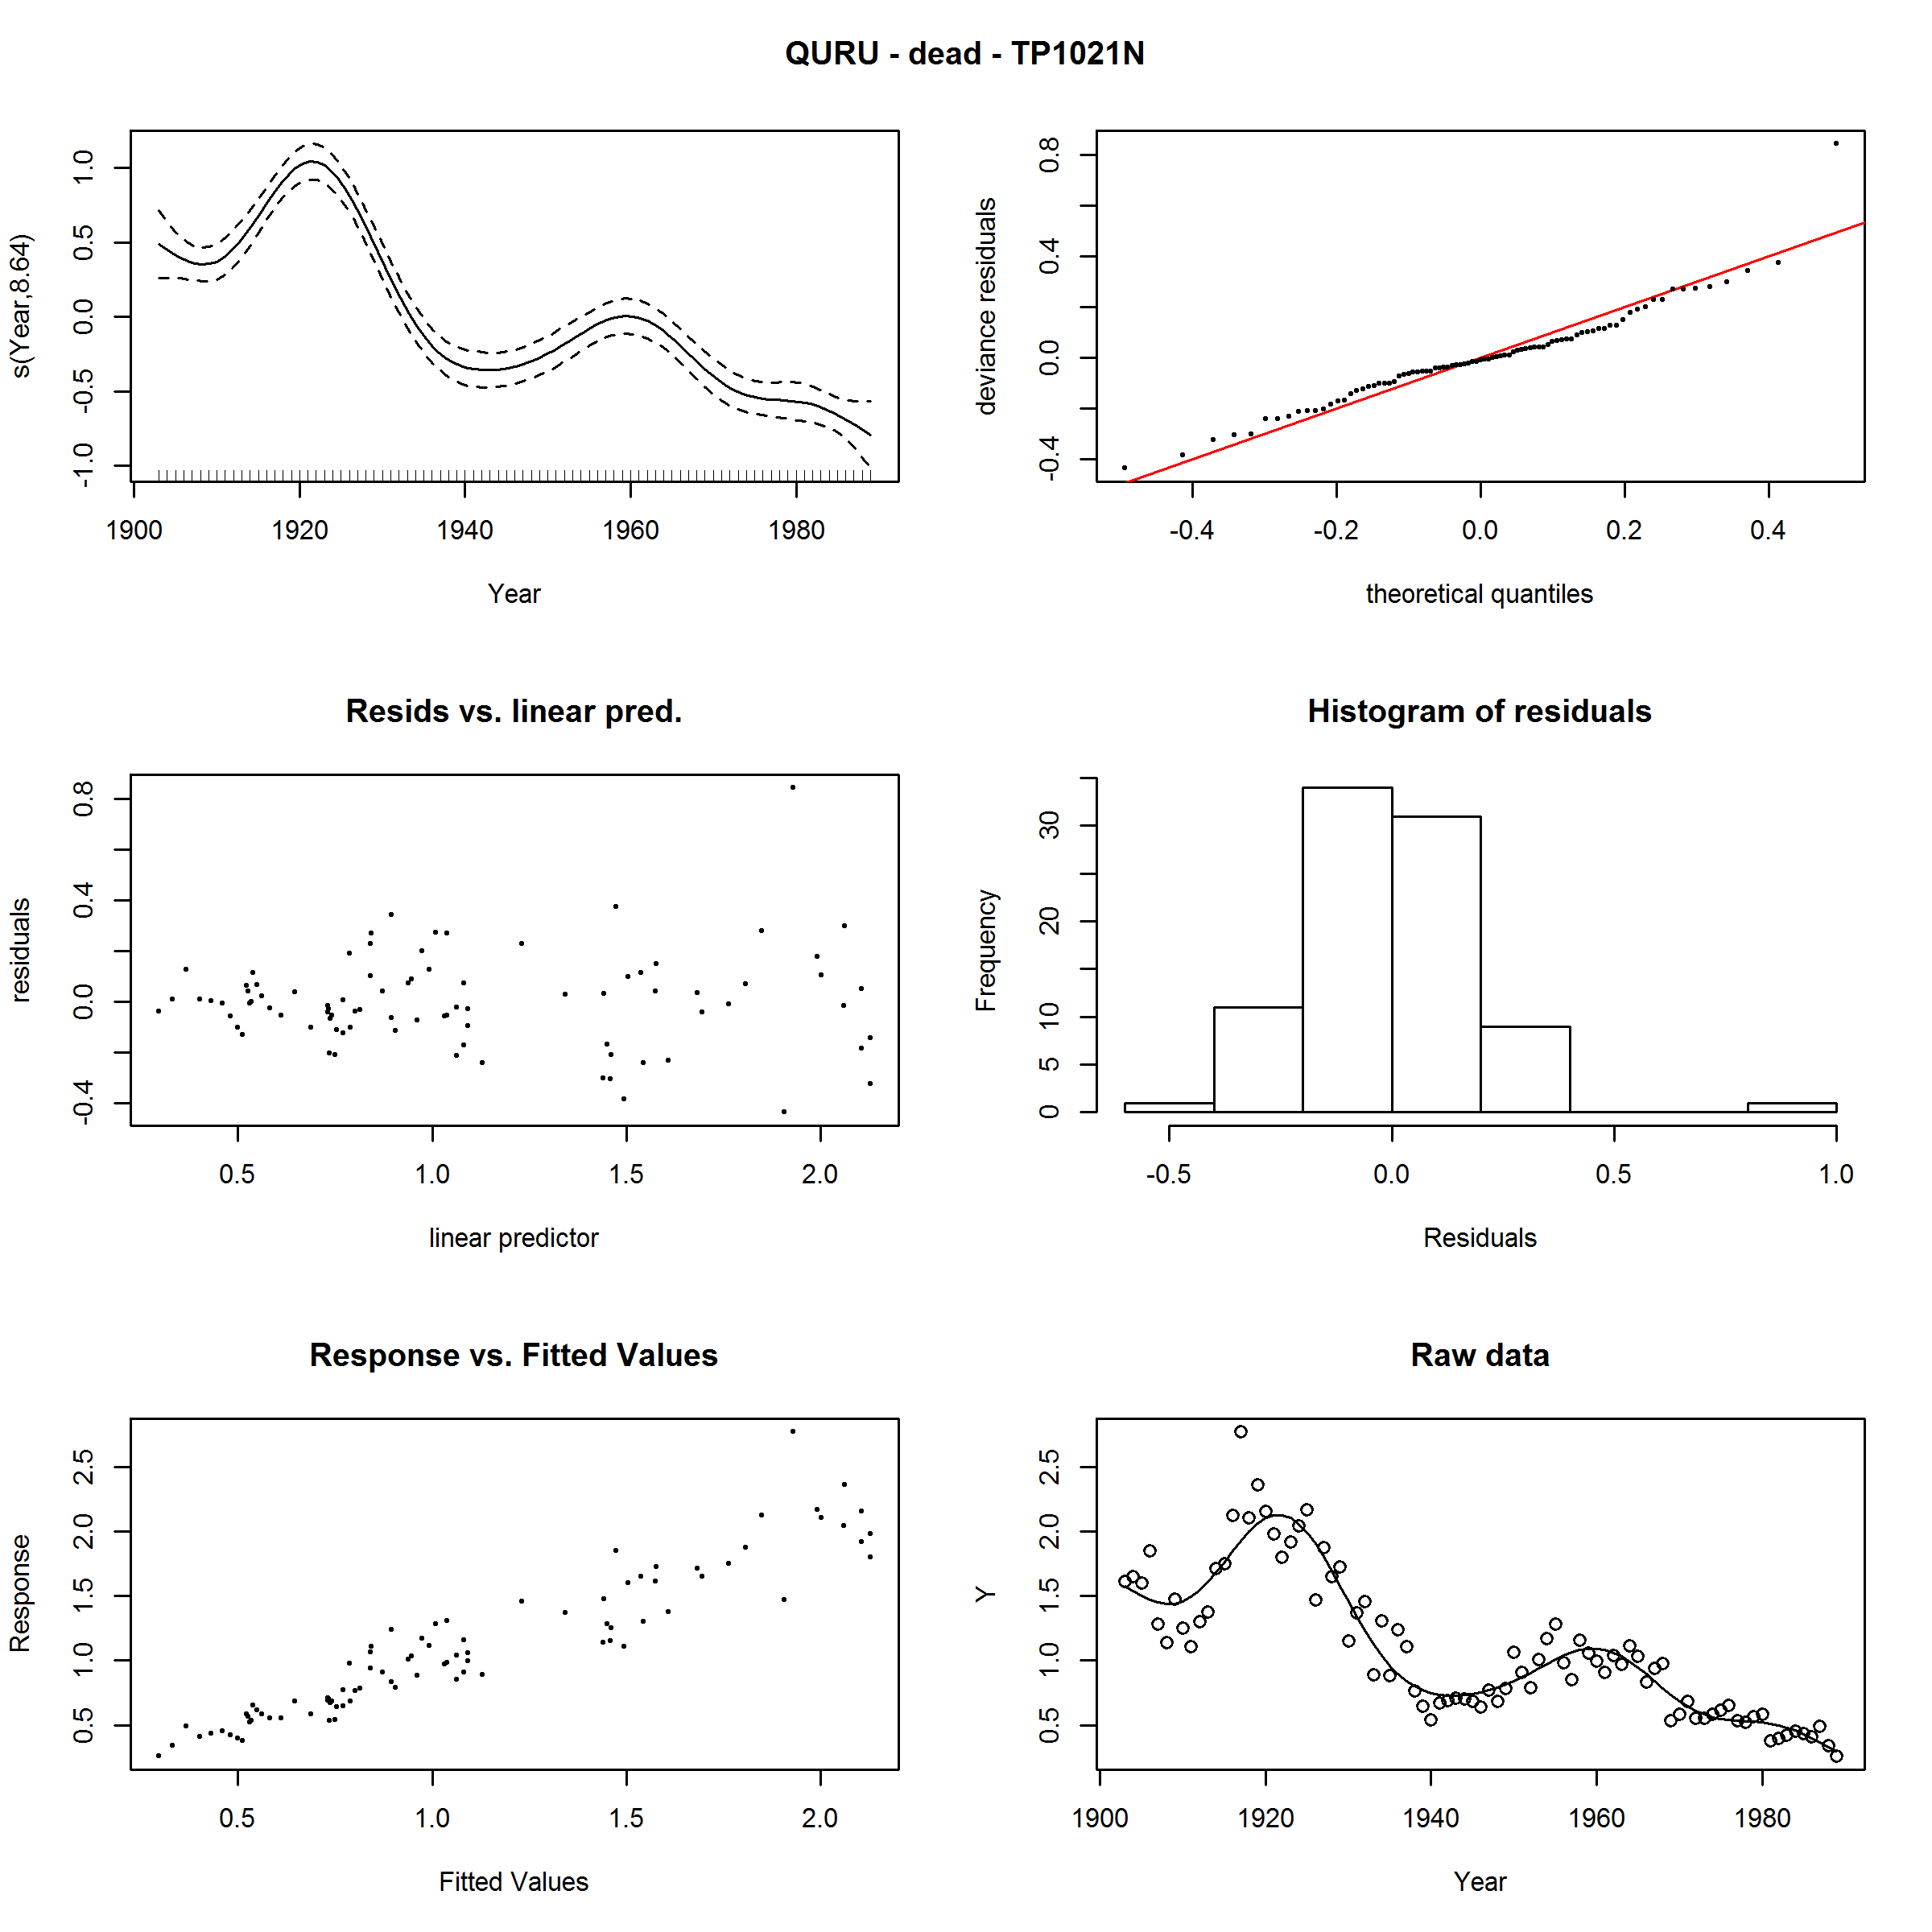 QURU - dead - TP1021N
s(Year,8.64)
1.0
0.5
0.0
-0.5
-1.0
1900 1920 1940 1960 1980
Year
deviance residuals
0.8
0.4
0.0
-0.4
-0.4 -0.2 0.0 0.2 0.4
theoretical quantiles
Resids vs. linear pred.
residuals
0.8
0.4
0.0
-0.4
0.5 1.0 1.5 2.0
linear predictor
Histogram of residuals
Frequency
30
20
10
5
0
-0.5 0.0 0.5 1.0
Residuals
Response vs. Fitted Values
Response
2.5
2.0
1.5
1.0
0.5
0.5 1.0 1.5 2.0
Fitted Values
Raw data
Y
2.5
2.0
1.5
1.0
0.5
1900 1920 1940 1960 1980
Year